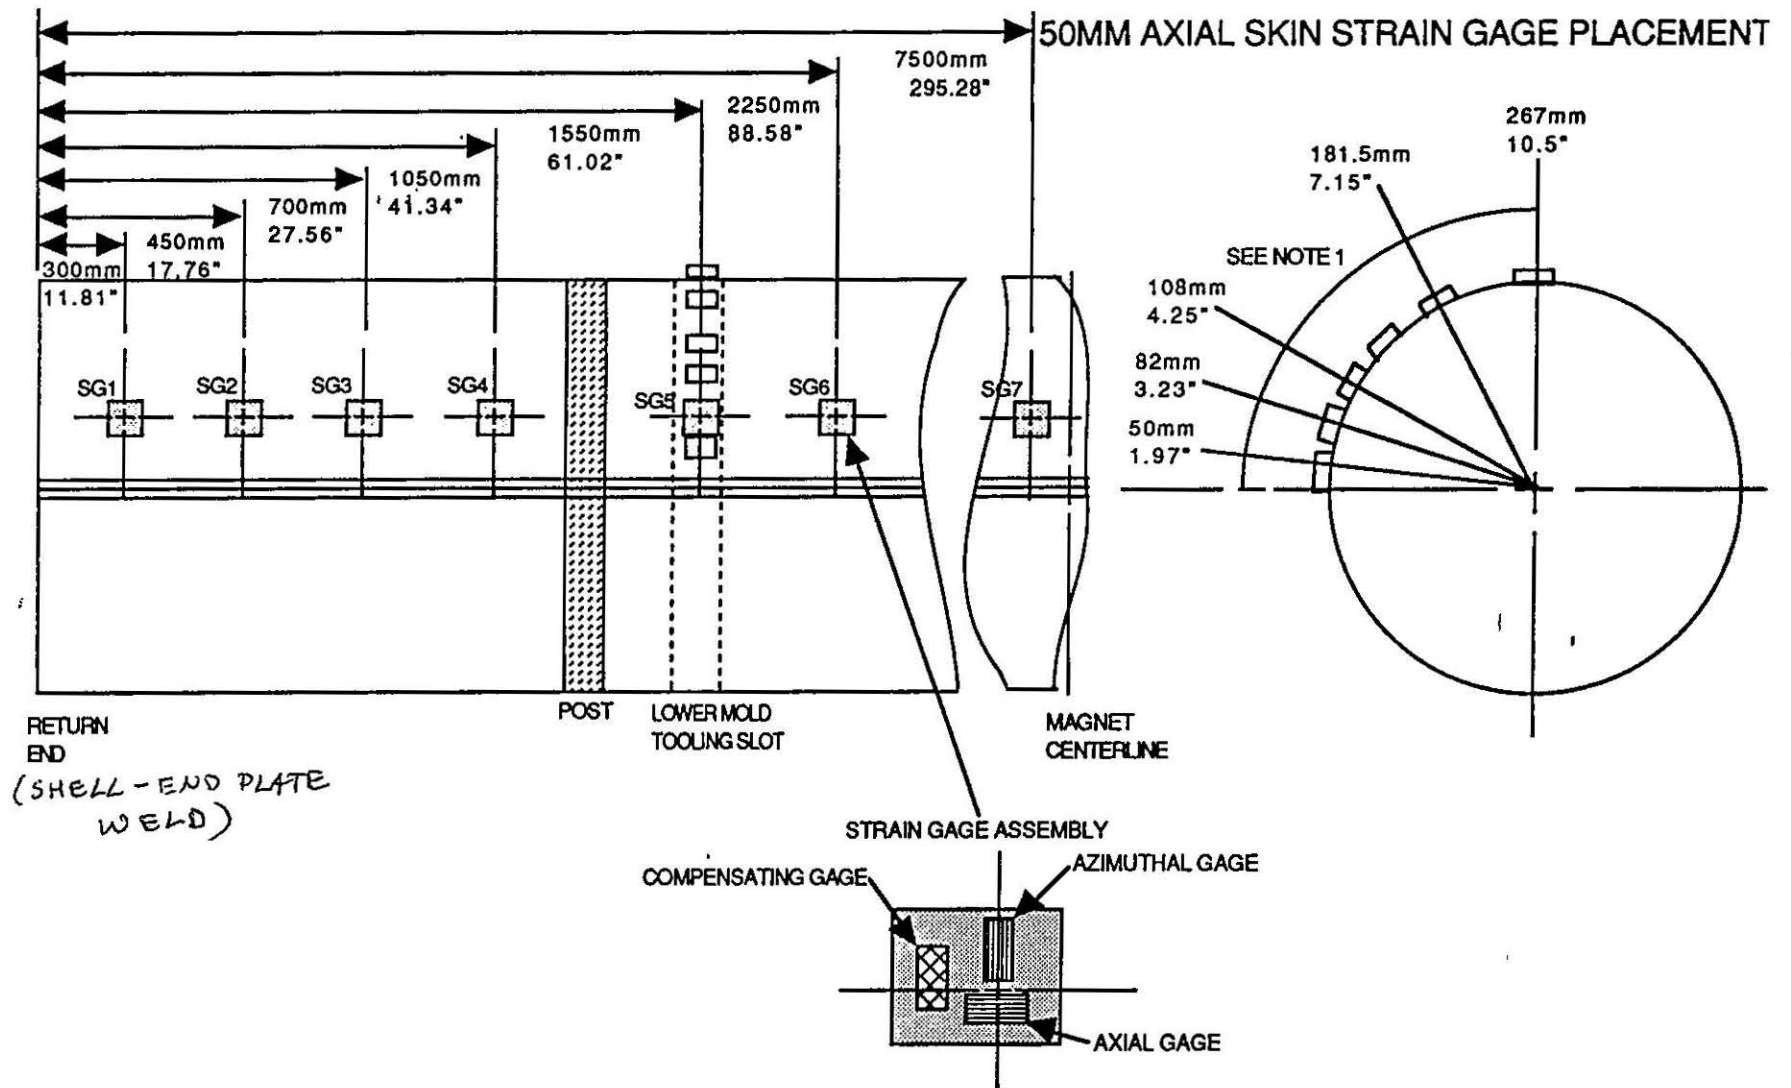 50MM AXIAL SKIN STRAIN GAGE PLACEMENT
7500mm
295.28"
2250mm
88.58"
1550mm
61.02"
1050mm
41.34"
700mm
27.56"
450mm
17.76"
300mm
11.81"
SG1
SG2
SG3
SG4
SG5
SG6
SG7
RETURN
END
(SHELL-END PLATE
WELD)
POST
LOWER MOLD
TOOLING SLOT
MAGNET
CENTERLINE
267mm
10.5"
181.5mm
7.15"
SEE NOTE 1
108mm
4.25"
82mm
3.23"
50mm
1.97"
STRAIN GAGE ASSEMBLY
COMPENSATING GAGE
AZIMUTHAL GAGE
AXIAL GAGE